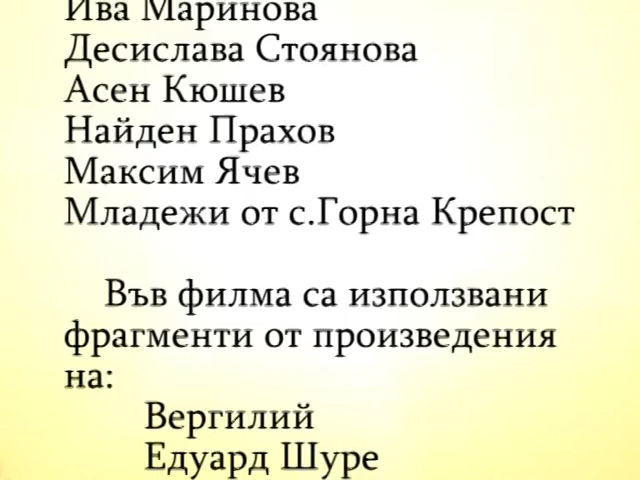 Ива Маринова
Десислава Стоянова
Асен Кюшев
Найден Прахов
Максим Ячев
Младежи от с.Горна Крепост
Във филма са използвани
фрагменти от произведения
на:
Вергилий
Едуард Шуре